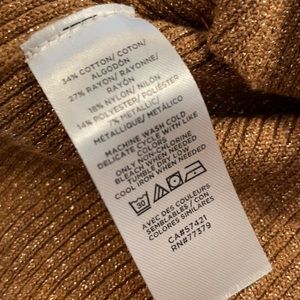 34% COTTON/ COTON/
ALGODÓN
27% RAYON/ RAYONNE/
RAYÓN
18% NYLON/ NILÓN
14% POLYESTER/ POLIÉSTER
7% METALLIC/
MÉTALLIQUE/ METÁLICO
MACHINE WASH COLD
DELICATE CYCLE WITH LIKE
COLORS
ONLY NON-CHLORINE
BLEACH WHEN NEEDED
TUMBLE DRY LOW
COOL IRON WHEN NEEDED
30
AVEC DES COULEURS
SEMBLABLES / CON
COLORES SIMILARES
CA#57421
RN#77379